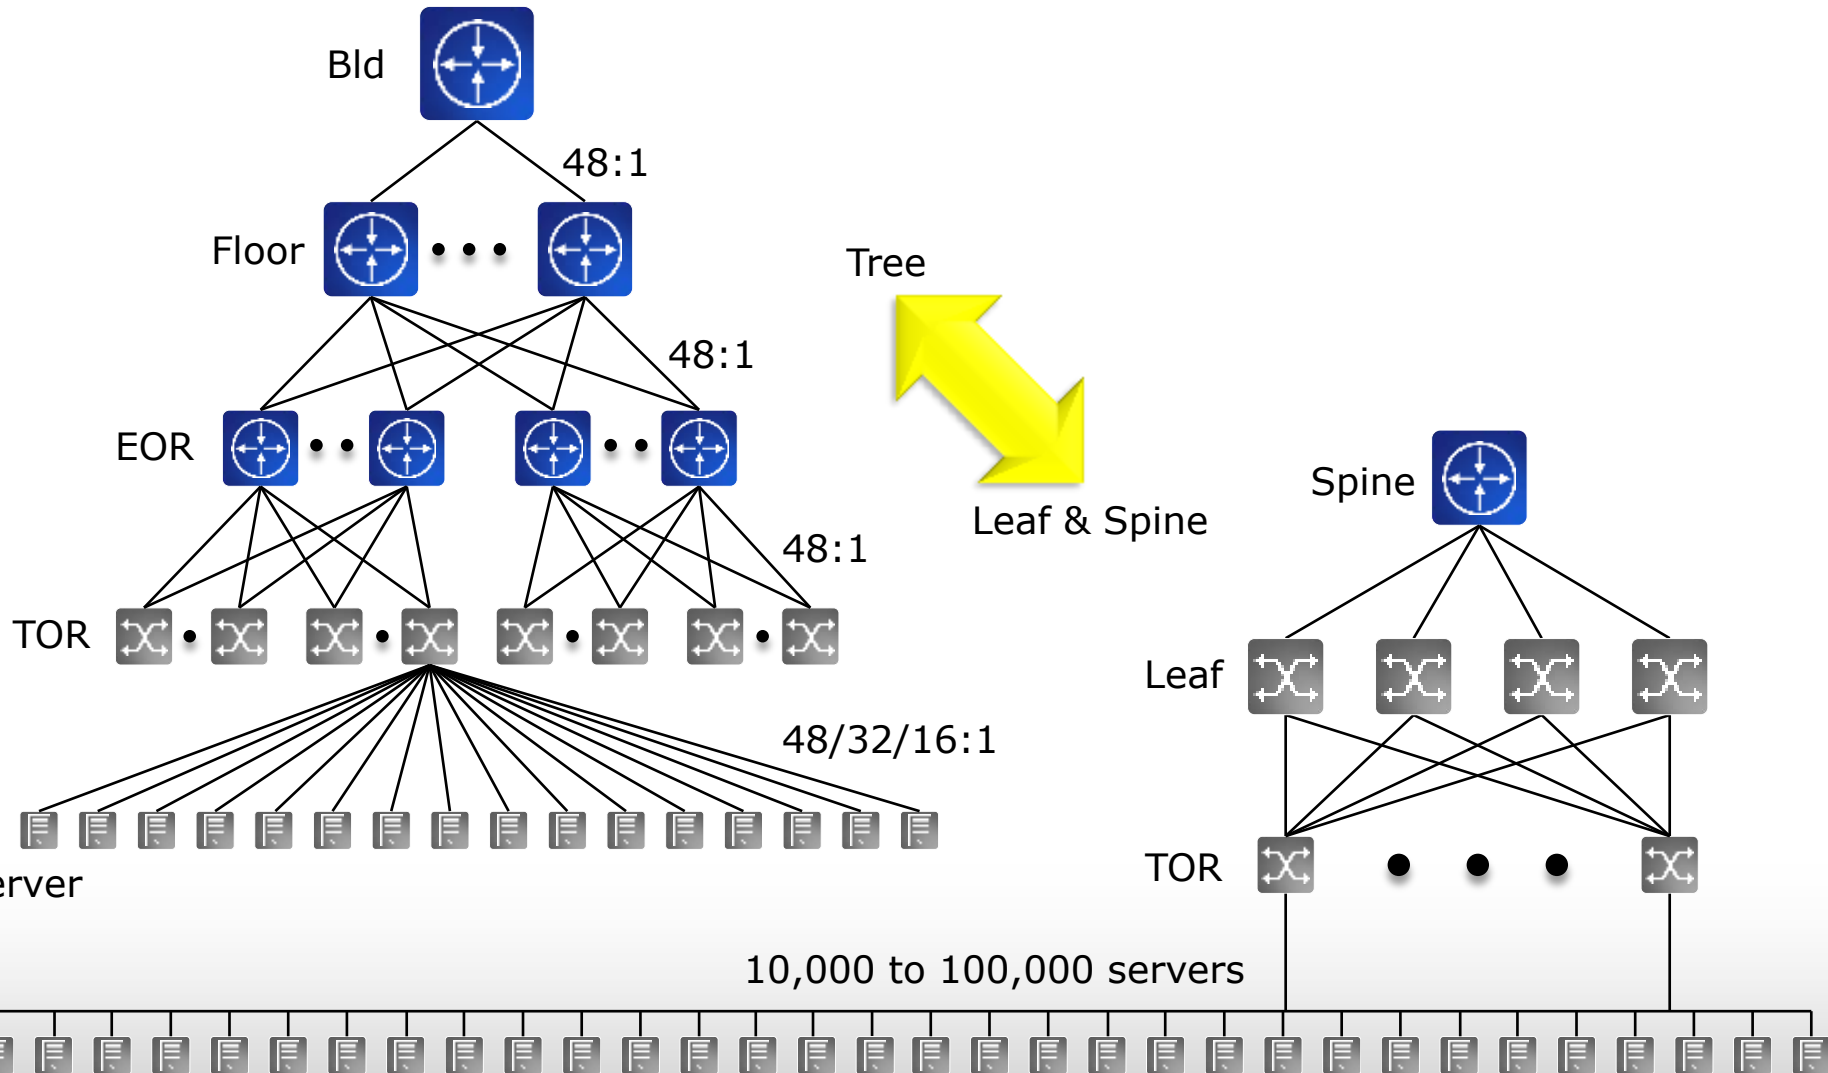 Bld
48:1
Floor
Tree
48:1
EOR
Spine
Leaf & Spine
48:1
TOR
Leaf
48/32/16:1
TOR
10,000 to 100,000 servers